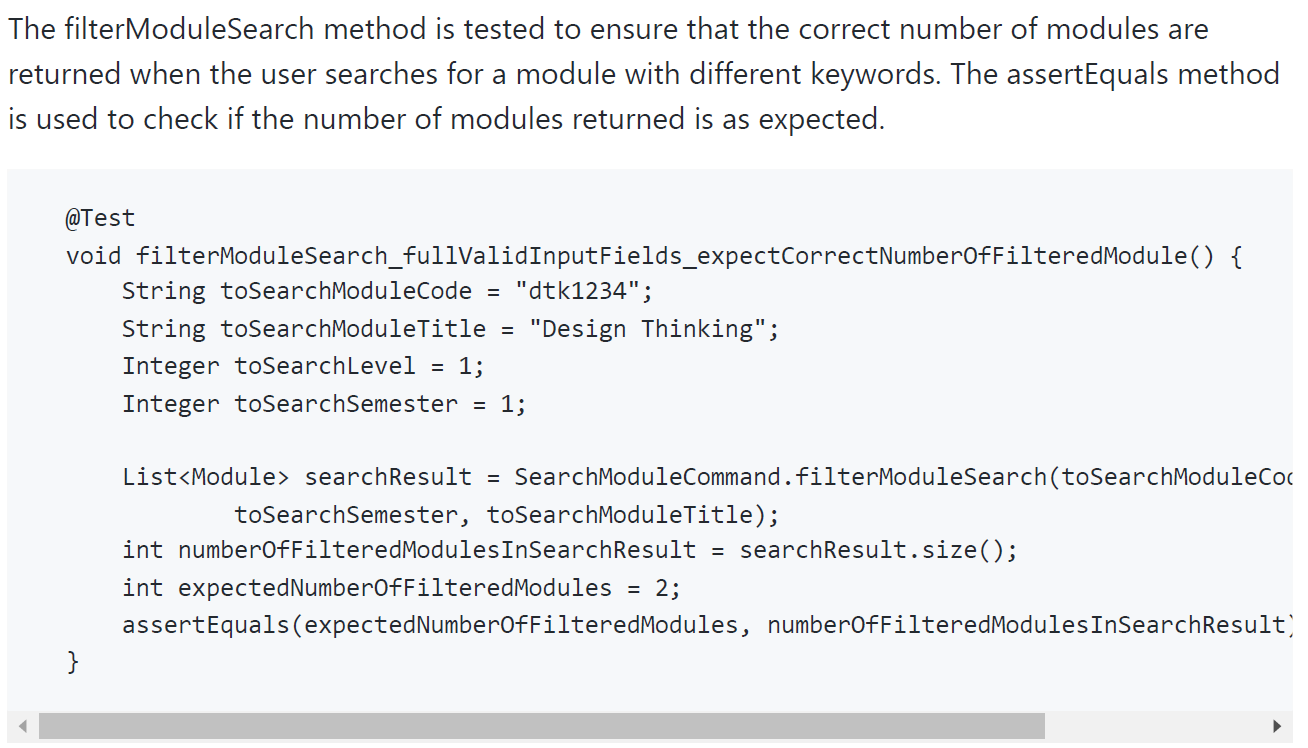 The filterModuleSearch method is tested to ensure that the correct number of modules are
returned when the user searches for a module with different keywords. The assertEquals method
is used to check if the number of modules returned is as expected.
@Test
void filterModuleSearch_fullValidInputFields_expectCorrectNumberOfFilteredModule() {
    String toSearchModuleCode = "dtk1234";
    String toSearchModuleTitle = "Design Thinking";
    Integer toSearchLevel = 1;
    Integer toSearchSemester = 1;
    List<Module> searchResult = SearchModuleCommand.filterModuleSearch(toSearchModuleCo
            toSearchSemester, toSearchModuleTitle);
    int numberOfFilteredModulesInSearchResult = searchResult.size();
    int expectedNumberOfFilteredModules = 2;
    assertEquals(expectedNumberOfFilteredModules, numberOfFilteredModulesInSearchResult)
}